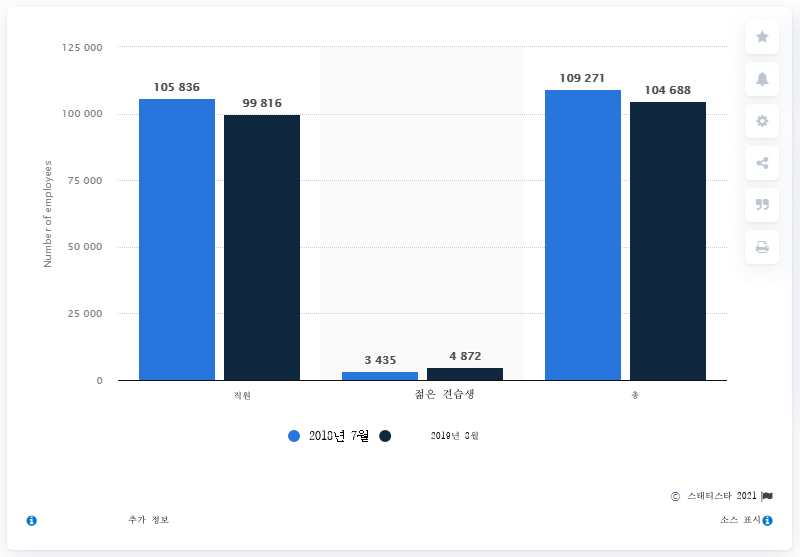 125 000
109 271
105 836
104 688
99 816
100 000
75 000
Number of employees
50 000
25 000
3 435
4 872
0
직원
젊은 견습생
총
2018년 7월
2019년 8월
© 스태티스타 2021
추가 정보
소스 표시